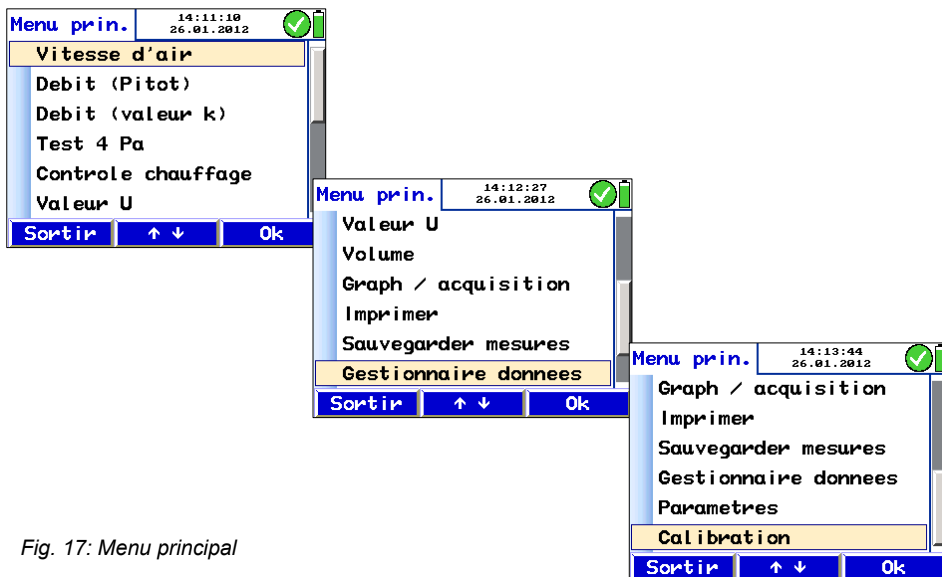 Menu prin.
14:11:10
26.01.2012
Vitesse d'air
Debit (Pitot)
Debit (valeur k)
Test 4 Pa
Controle chauffage
Valeur U
Sortir ↑ ↓ Ok
Menu prin.
14:12:27
26.01.2012
Valeur U
Volume
Graph / acquisition
Imprimer
Sauvegarder mesures
Gestionnaire donnees
Sortir ↑ ↓ Ok
Menu prin.
14:13:44
26.01.2012
Graph / acquisition
Imprimer
Sauvegarder mesures
Gestionnaire donnees
Parametres
Calibration
Sortir ↑ ↓ Ok
Fig. 17: Menu principal